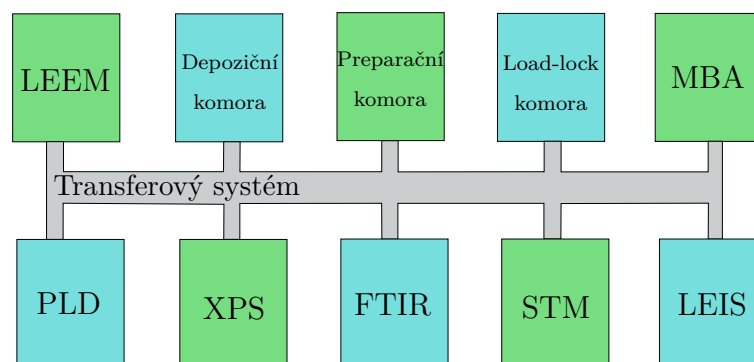 LEEM
Depoziční
komora
Preparační
komora
Load-lock
komora
MBA
Transferový systém
PLD
XPS
FTIR
STM
LEIS